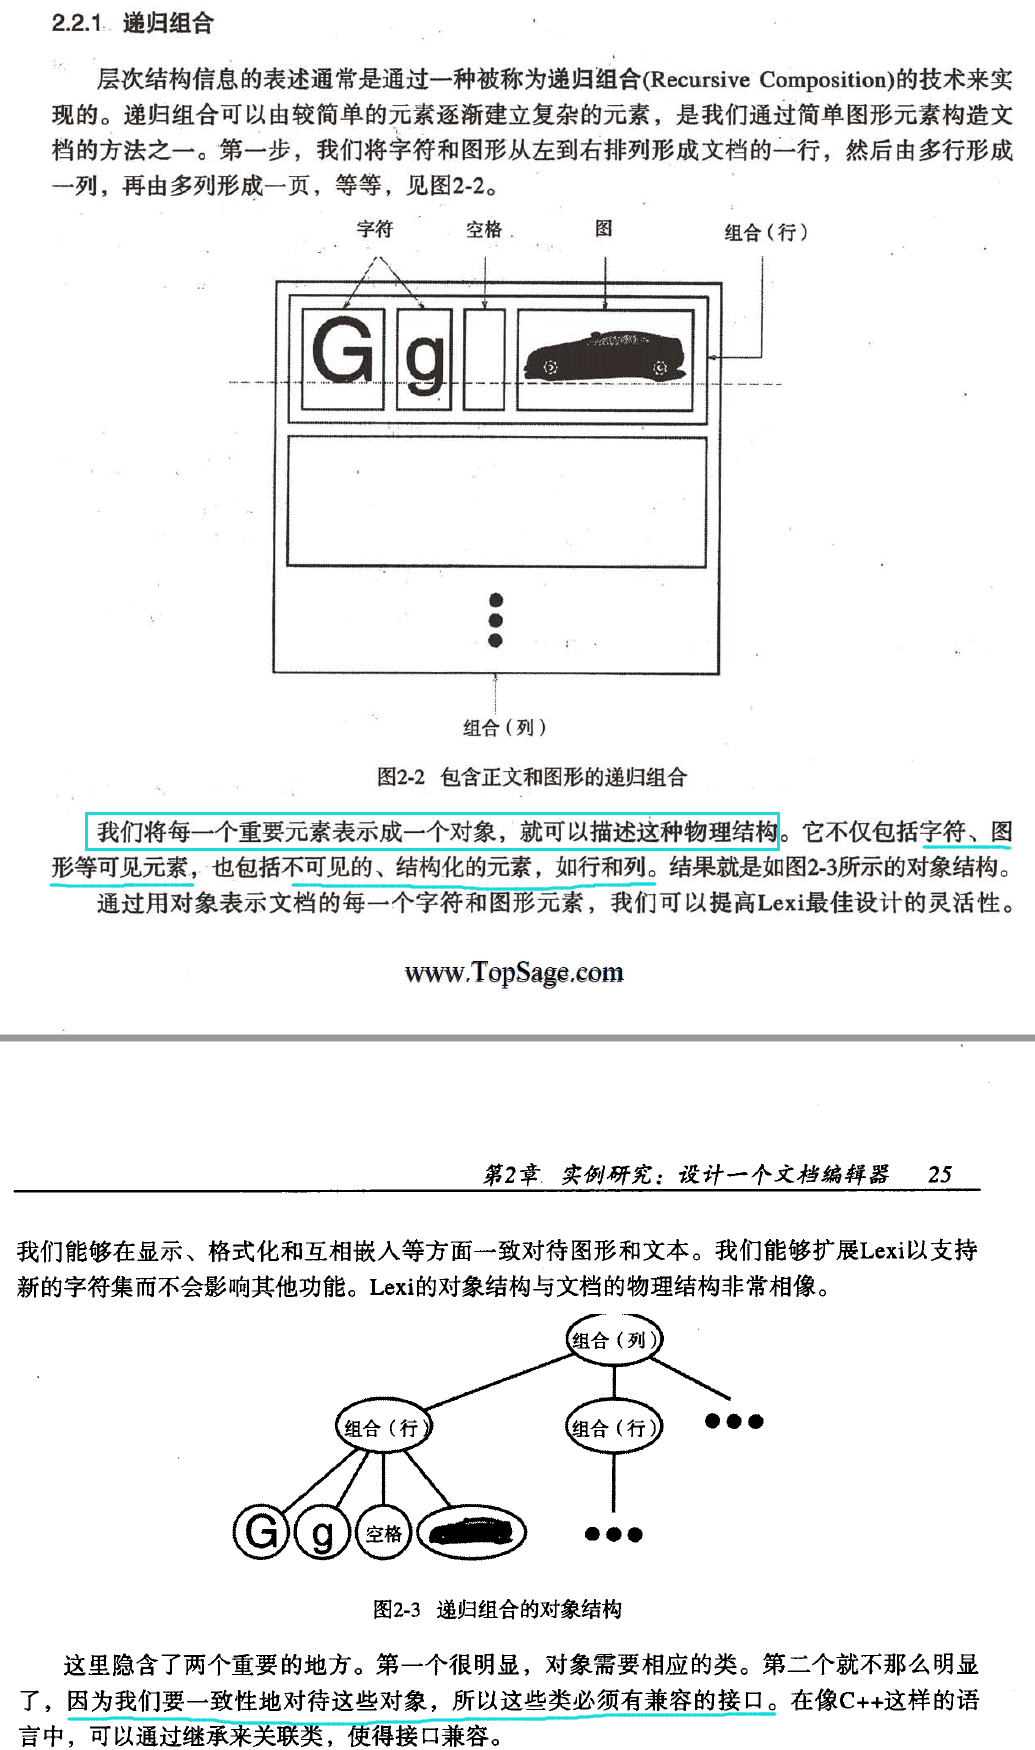 2.2.1 递归组合
层次结构信息的表述通常是通过一种被称为递归组合(Recursive Composition)的技术来实
现的。递归组合可以由较简单的元素逐渐建立复杂的元素，是我们通过简单图形元素构造文
档的方法之一。第一步，我们将字符和图形从左到右排列形成文档的一行，然后由多行形成
一列，再由多列形成一页，等等，见图2-2。
字符 空格 图 组合（行）
G g
组合（列）
图2-2 包含正文和图形的递归组合
我们将每一个重要元素表示成一个对象，就可以描述这种物理结构。它不仅包括字符、图
形等可见元素，也包括不可见的、结构化的元素，如行和列。结果就是如图2-3所示的对象结构。
通过用对象表示文档的每一个字符和图形元素，我们可以提高Lexi最佳设计的灵活性。
www.TopSage.com
第2章 实例研究：设计一个文档编辑器 25
我们能够在显示、格式化和互相嵌入等方面一致对待图形和文本。我们能够扩展Lexi以支持
新的字符集而不会影响其他功能。Lexi的对象结构与文档的物理结构非常相像。
组合（列）
组合（行） 组合（行）
G g 空格
图2-3 递归组合的对象结构
这里隐含了两个重要的地方。第一个很明显，对象需要相应的类。第二个就不那么明显
了，因为我们要一致性地对待这些对象，所以这些类必须有兼容的接口。在像C++这样的语
言中，可以通过继承来关联类，使得接口兼容。